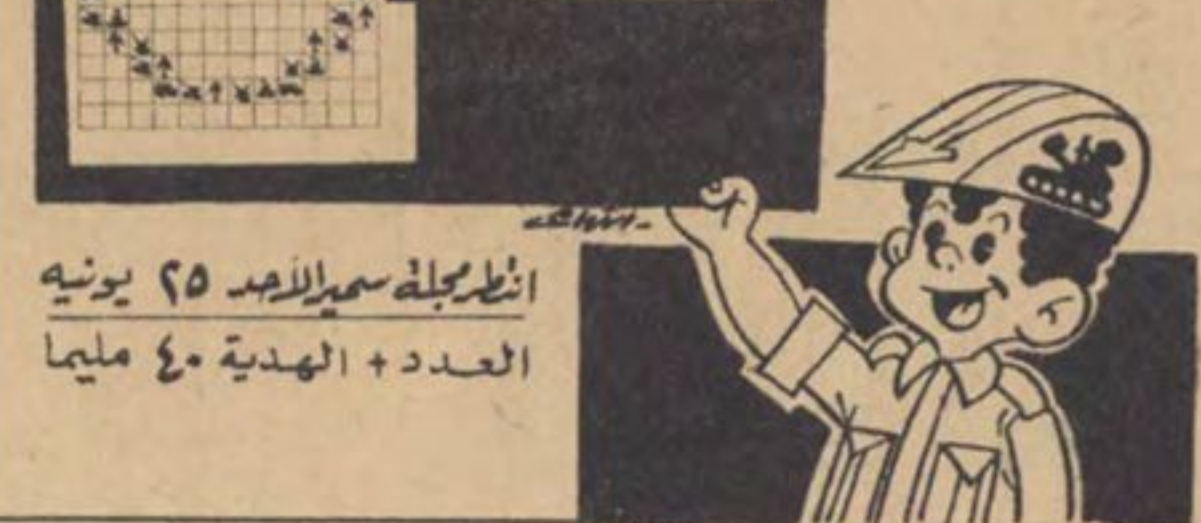 انتظر مجلة سمير الأحد ٢٥ يونيه
العدد + الهدية ٤٠ مليما